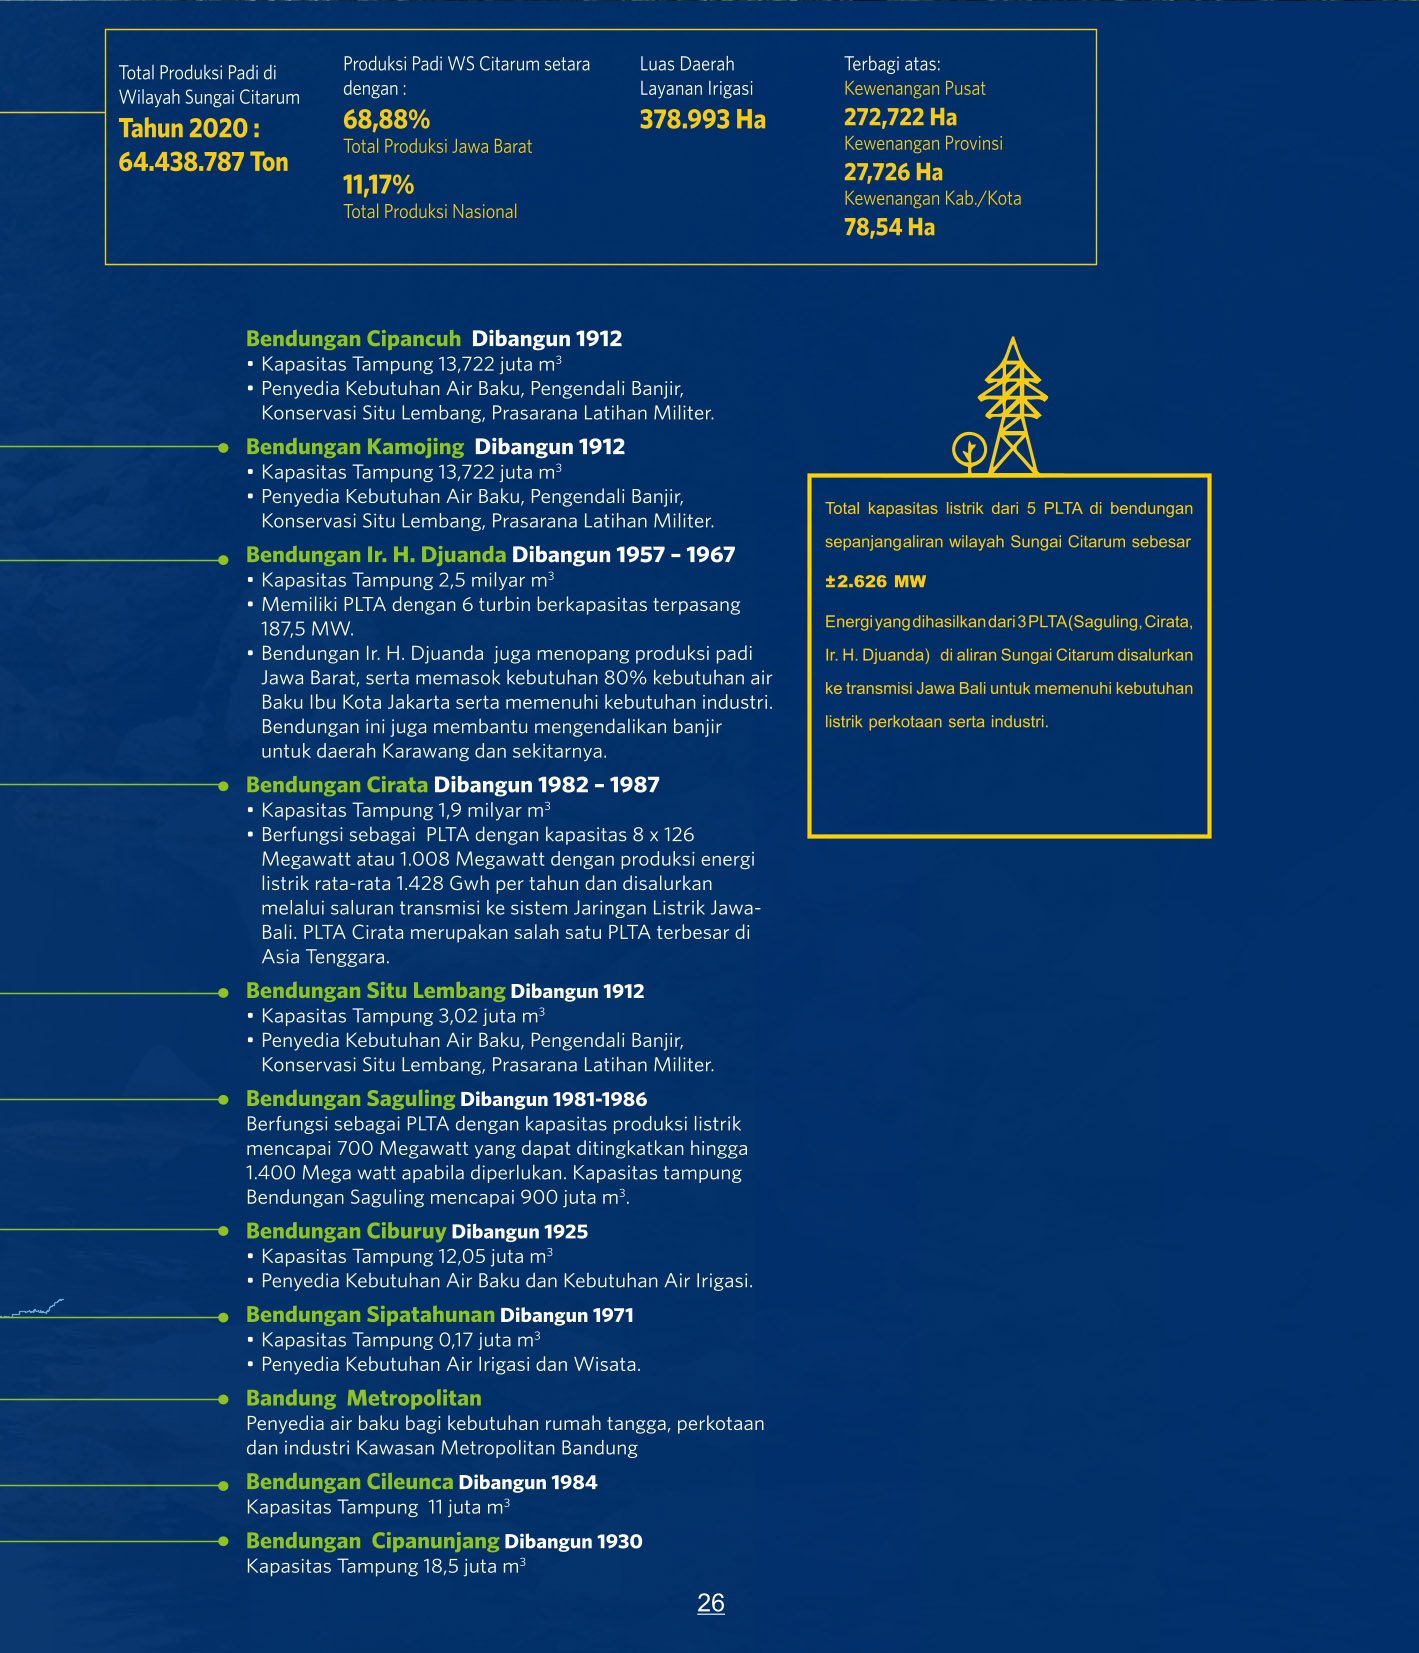 Total Produksi Padi di
Wilayah Sungai Citarum
Tahun 2020 :
64.438.787 Ton
Produksi Padi WS Citarum setara
dengan :
68,88%
Total Produksi Jawa Barat
11,17%
Total Produksi Nasional
Luas Daerah
Layanan Irigasi
378.993 Ha
Terbagi atas:
Kewenangan Pusat
272,722 Ha
Kewenangan Provinsi
27,726 Ha
Kewenangan Kab./Kota
78,54 Ha
Bendungan Cipancuh Dibangun 1912
• Kapasitas Tampung 13,722 juta m³
• Penyedia Kebutuhan Air Baku, Pengendali Banjir,
Konservasi Situ Lembang, Prasarana Latihan Militer.
Bendungan Kamojing Dibangun 1912
• Kapasitas Tampung 13,722 juta m³
• Penyedia Kebutuhan Air Baku, Pengendali Banjir,
Konservasi Situ Lembang, Prasarana Latihan Militer.
Bendungan Ir. H. Djuanda Dibangun 1957 – 1967
• Kapasitas Tampung 2,5 milyar m³
• Memiliki PLTA dengan 6 turbin berkapasitas terpasang
187,5 MW.
• Bendungan Ir. H. Djuanda juga menopang produksi padi
Jawa Barat, serta memasok kebutuhan 80% kebutuhan air
Baku Ibu Kota Jakarta serta memenuhi kebutuhan industri.
Bendungan ini juga membantu mengendalikan banjir
untuk daerah Karawang dan sekitarnya.
Bendungan Cirata Dibangun 1982 – 1987
• Kapasitas Tampung 1,9 milyar m³
• Berfungsi sebagai PLTA dengan kapasitas 8 x 126
Megawatt atau 1.008 Megawatt dengan produksi energi
listrik rata-rata 1.428 Gwh per tahun dan disalurkan
melalui saluran transmisi ke sistem Jaringan Listrik Jawa-
Bali. PLTA Cirata merupakan salah satu PLTA terbesar di
Asia Tenggara.
Bendungan Situ Lembang Dibangun 1912
• Kapasitas Tampung 3,02 juta m³
• Penyedia Kebutuhan Air Baku, Pengendali Banjir,
Konservasi Situ Lembang, Prasarana Latihan Militer.
Bendungan Saguling Dibangun 1981-1986
Berfungsi sebagai PLTA dengan kapasitas produksi listrik
mencapai 700 Megawatt yang dapat ditingkatkan hingga
1.400 Mega watt apabila diperlukan. Kapasitas tampung
Bendungan Saguling mencapai 900 juta m³.
Bendungan Ciburuy Dibangun 1925
• Kapasitas Tampung 12,05 juta m³
• Penyedia Kebutuhan Air Baku dan Kebutuhan Air Irigasi.
Bendungan Sipatahunan Dibangun 1971
• Kapasitas Tampung 0,17 juta m³
• Penyedia Kebutuhan Air Irigasi dan Wisata.
Bandung Metropolitan
Penyedia air baku bagi kebutuhan rumah tangga, perkotaan
dan industri Kawasan Metropolitan Bandung
Bendungan Cileunca Dibangun 1984
Kapasitas Tampung 11 juta m³
Bendungan Cipanunjang Dibangun 1930
Kapasitas Tampung 18,5 juta m³
Total kapasitas listrik dari 5 PLTA di bendungan
sepanjangaliran wilayah Sungai Citarum sebesar
±2.626 MW
Energi yang dihasilkan dari 3 PLTA (Saguling, Cirata,
Ir. H. Djuanda) di aliran Sungai Citarum disalurkan
ke transmisi Jawa Bali untuk memenuhi kebutuhan
listrik perkotaan serta industri.
26